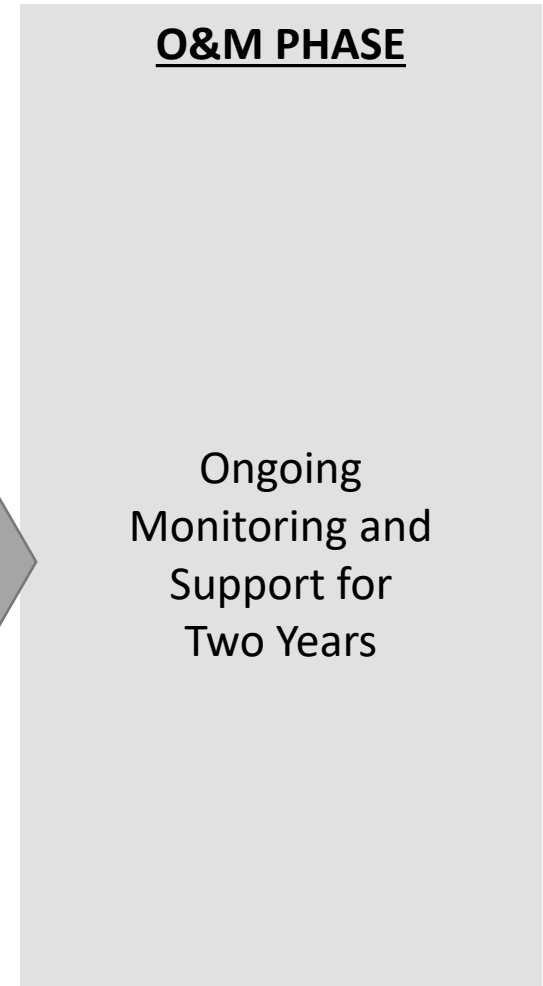 O&M PHASE
Ongoing
Monitoring and
Support for
Two Years